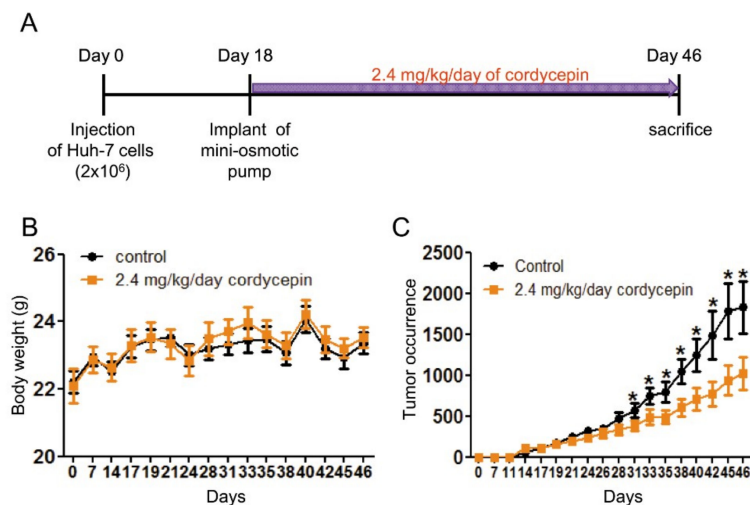 A
Day 0
Day 18
Day 46
2.4 mg/kg/day of cordycepin
Injection
of Huh-7 cells
(2x10⁶)
Implant of
mini-osmotic
pump
sacrifice
B
control
2.4 mg/kg/day cordycepin
Body weight (g)
26
24
22
20
0 7 14 17 19 21 24 28 31 33 35 38 40 42 45 46
Days
C
Control
2.4 mg/kg/day cordycepin
Tumor occurrence
2500
2000
1500
1000
500
0
* * * * * * * * *
0 7 11 14 17 19 21 24 26 28 31 33 35 38 40 42 45 46
Days